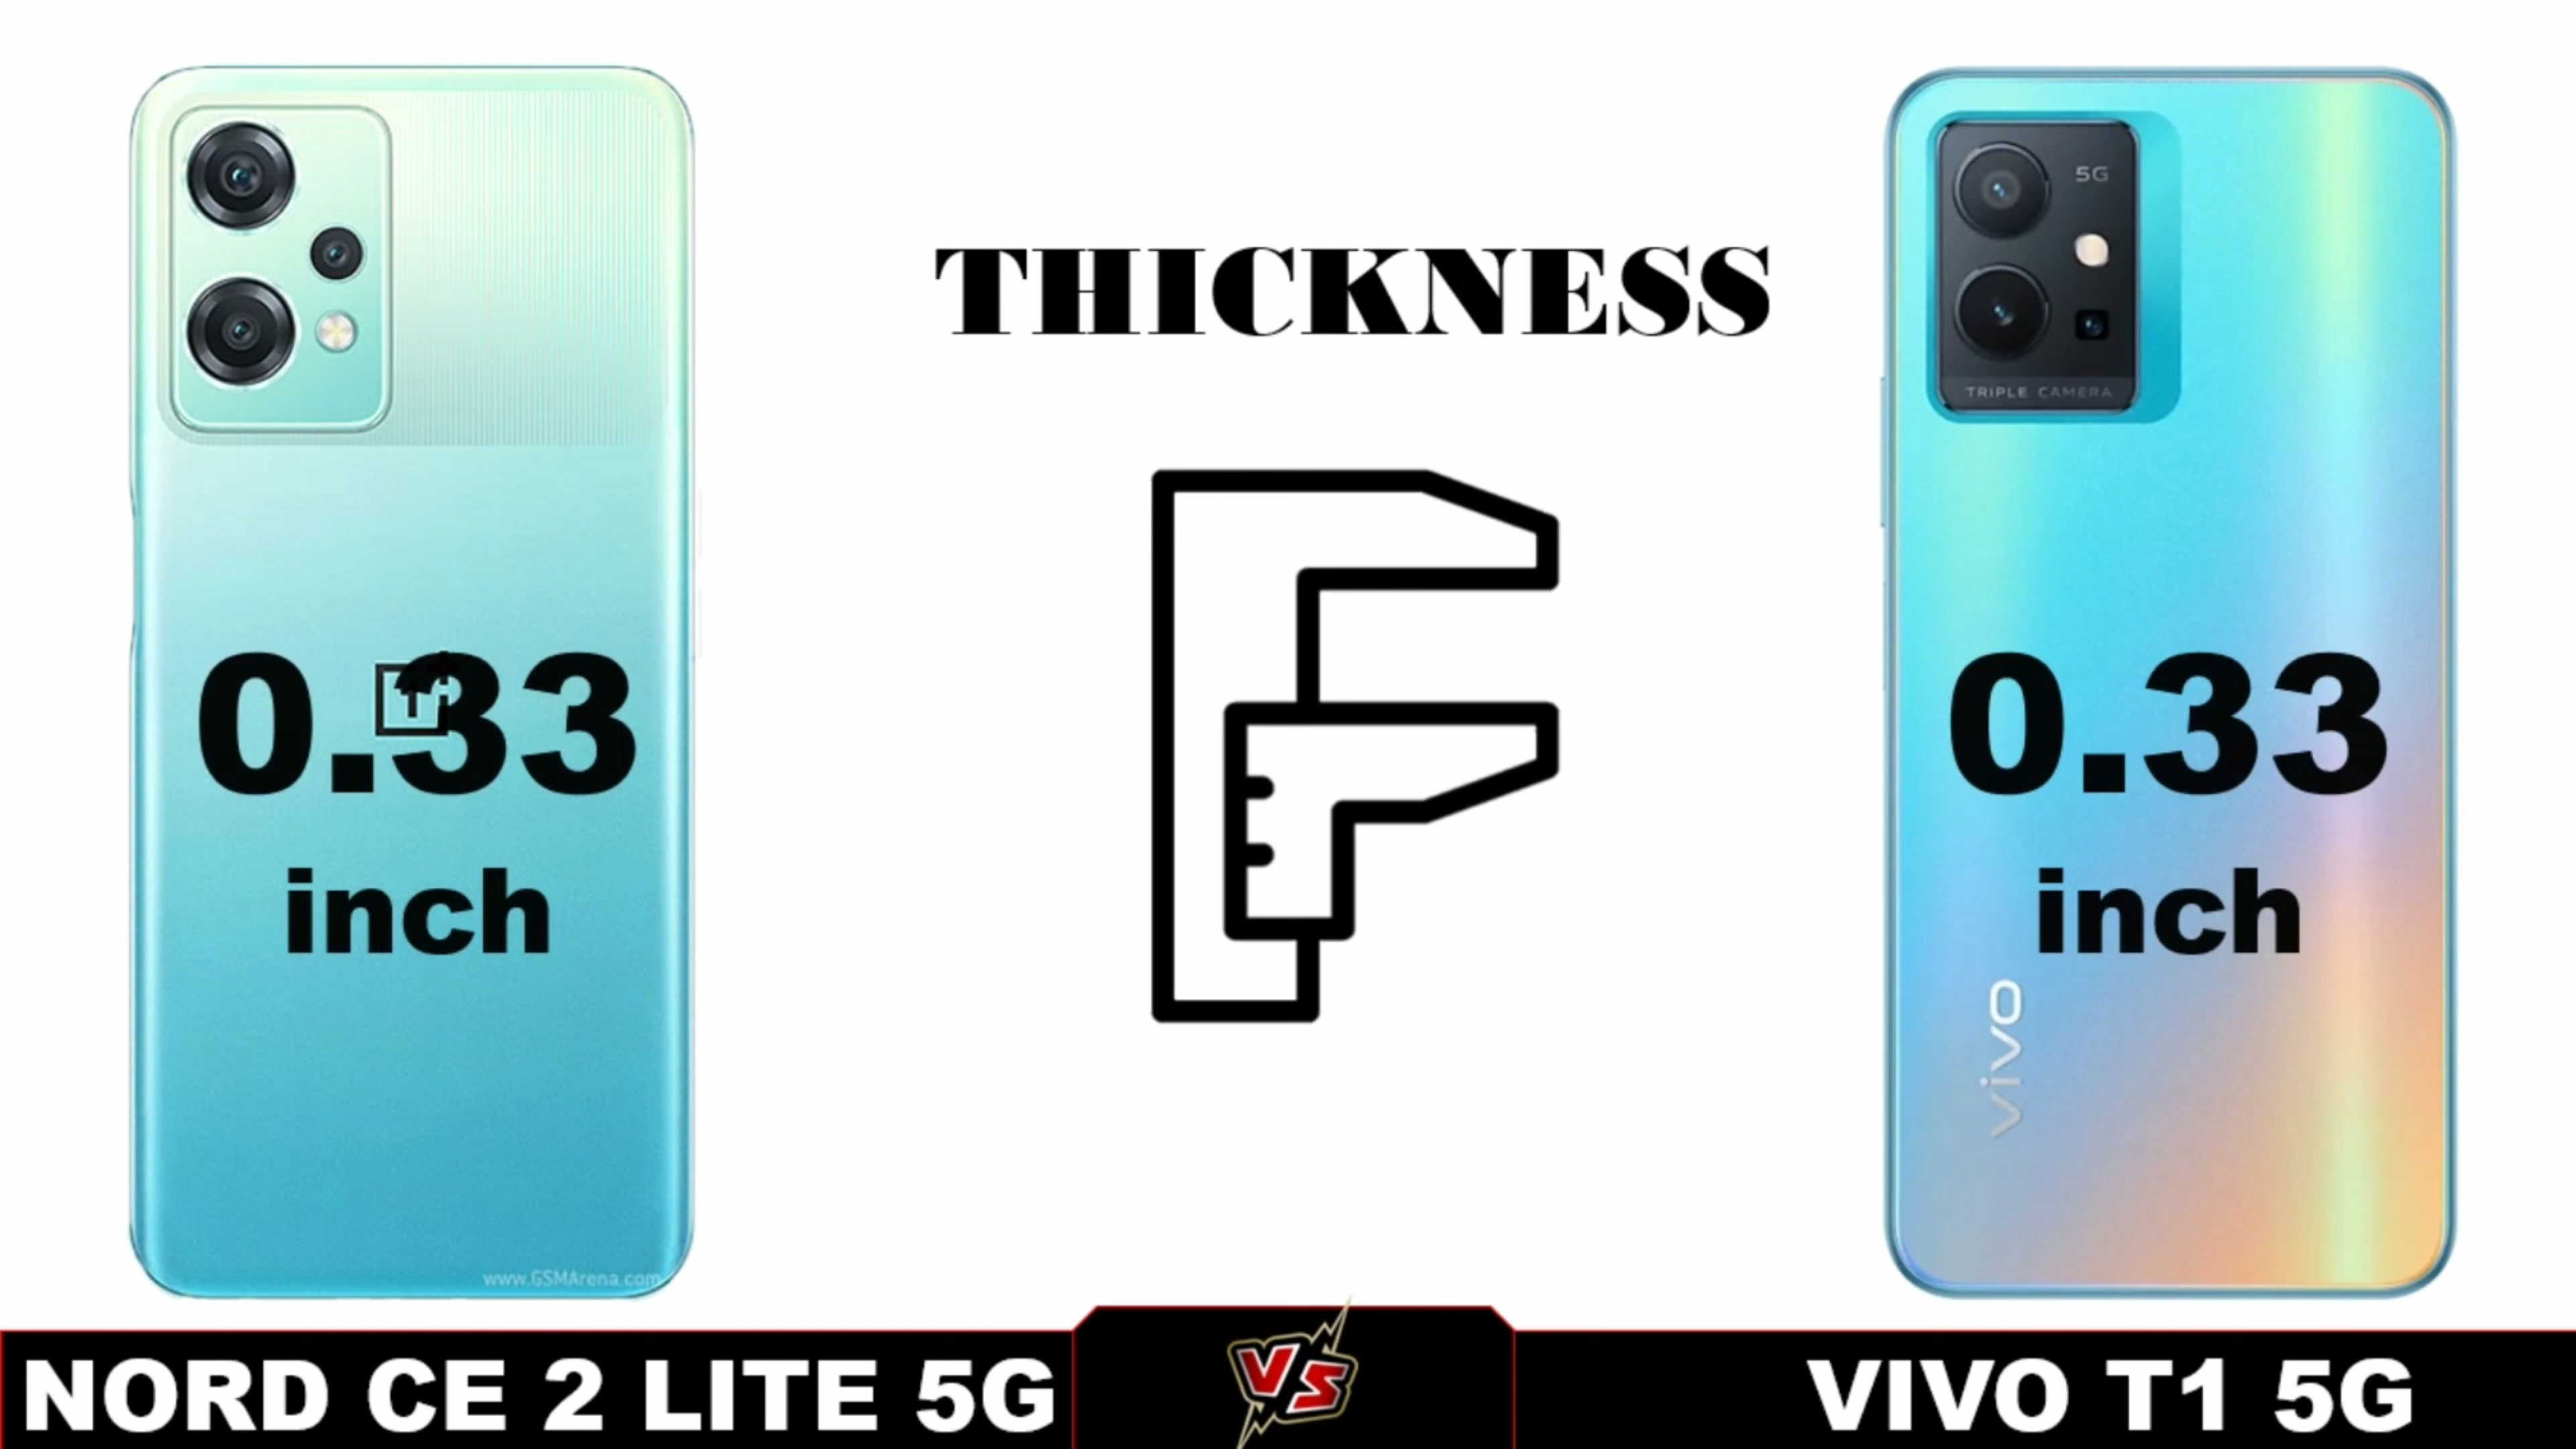 THICKNESS
5G
TRIPLE CAMERA
0.33
inch
0.33
inch
vivo
www.GSMArena.com
NORD CE 2 LITE 5G
VS
VIVO T1 5G